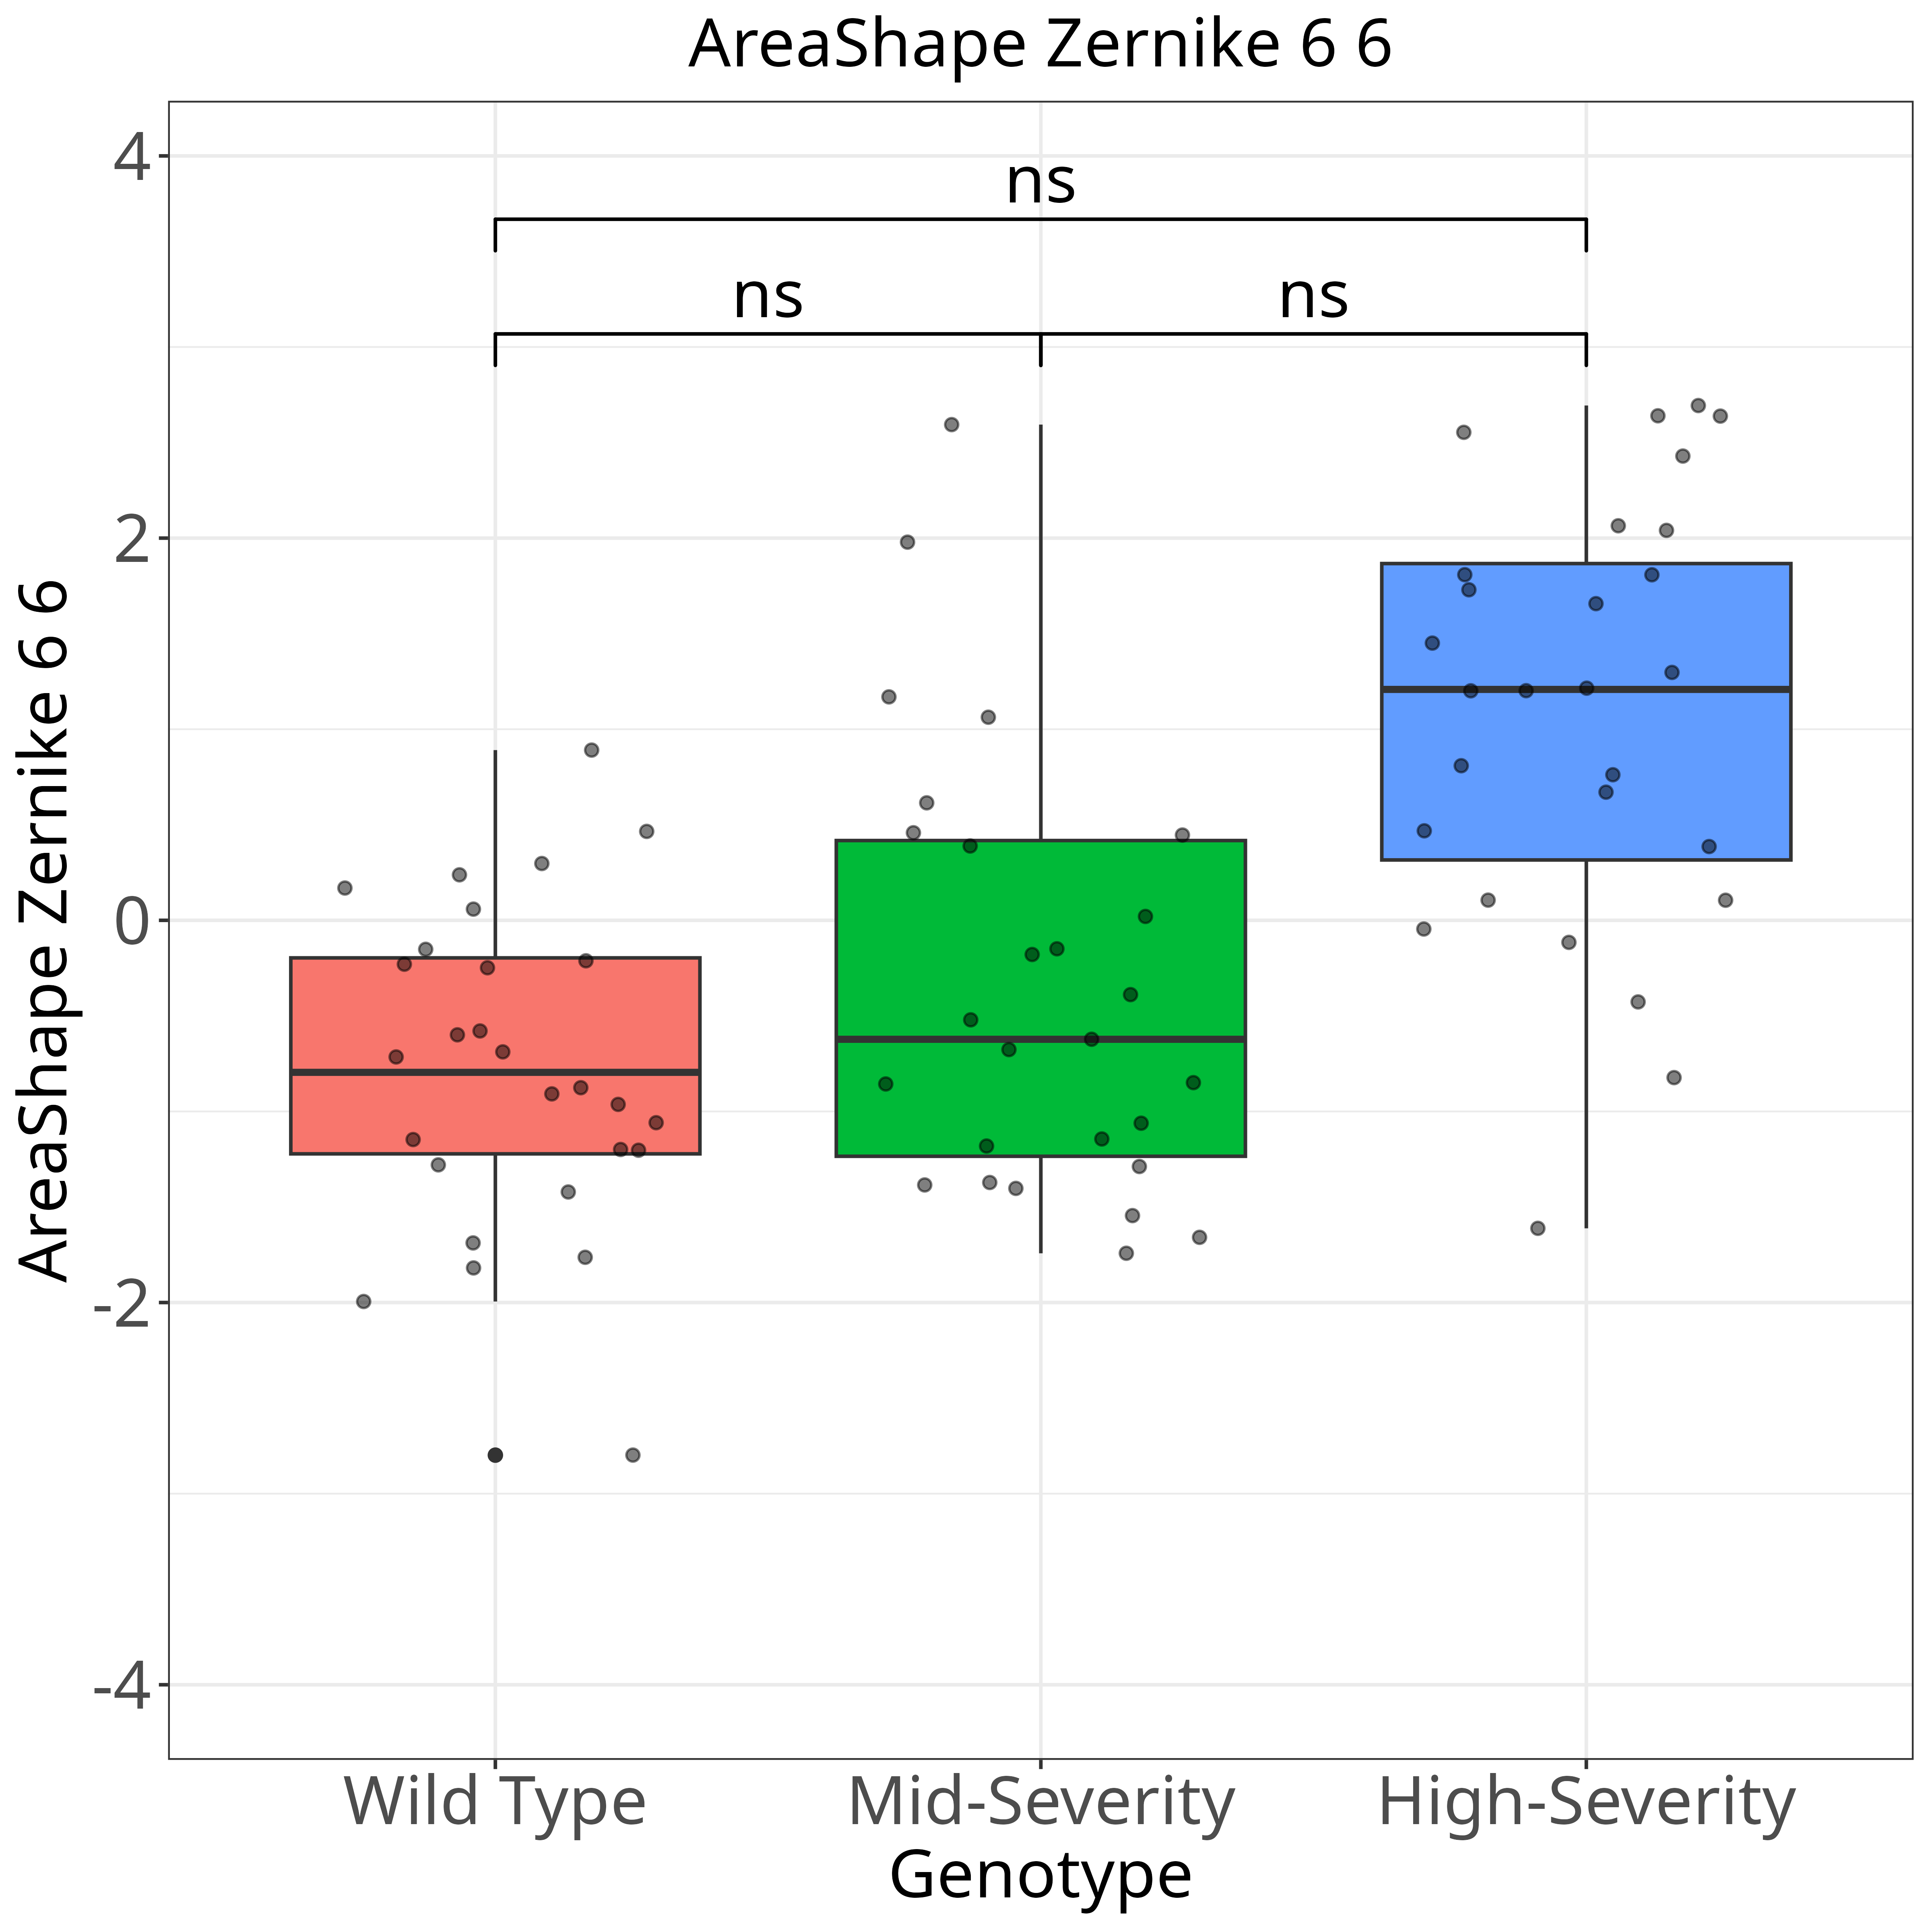 AreaShape Zernike 6 6
ns
ns
ns
4
2
0
-2
-4
AreaShape Zernike 6 6
Wild Type
Mid-Severity
High-Severity
Genotype